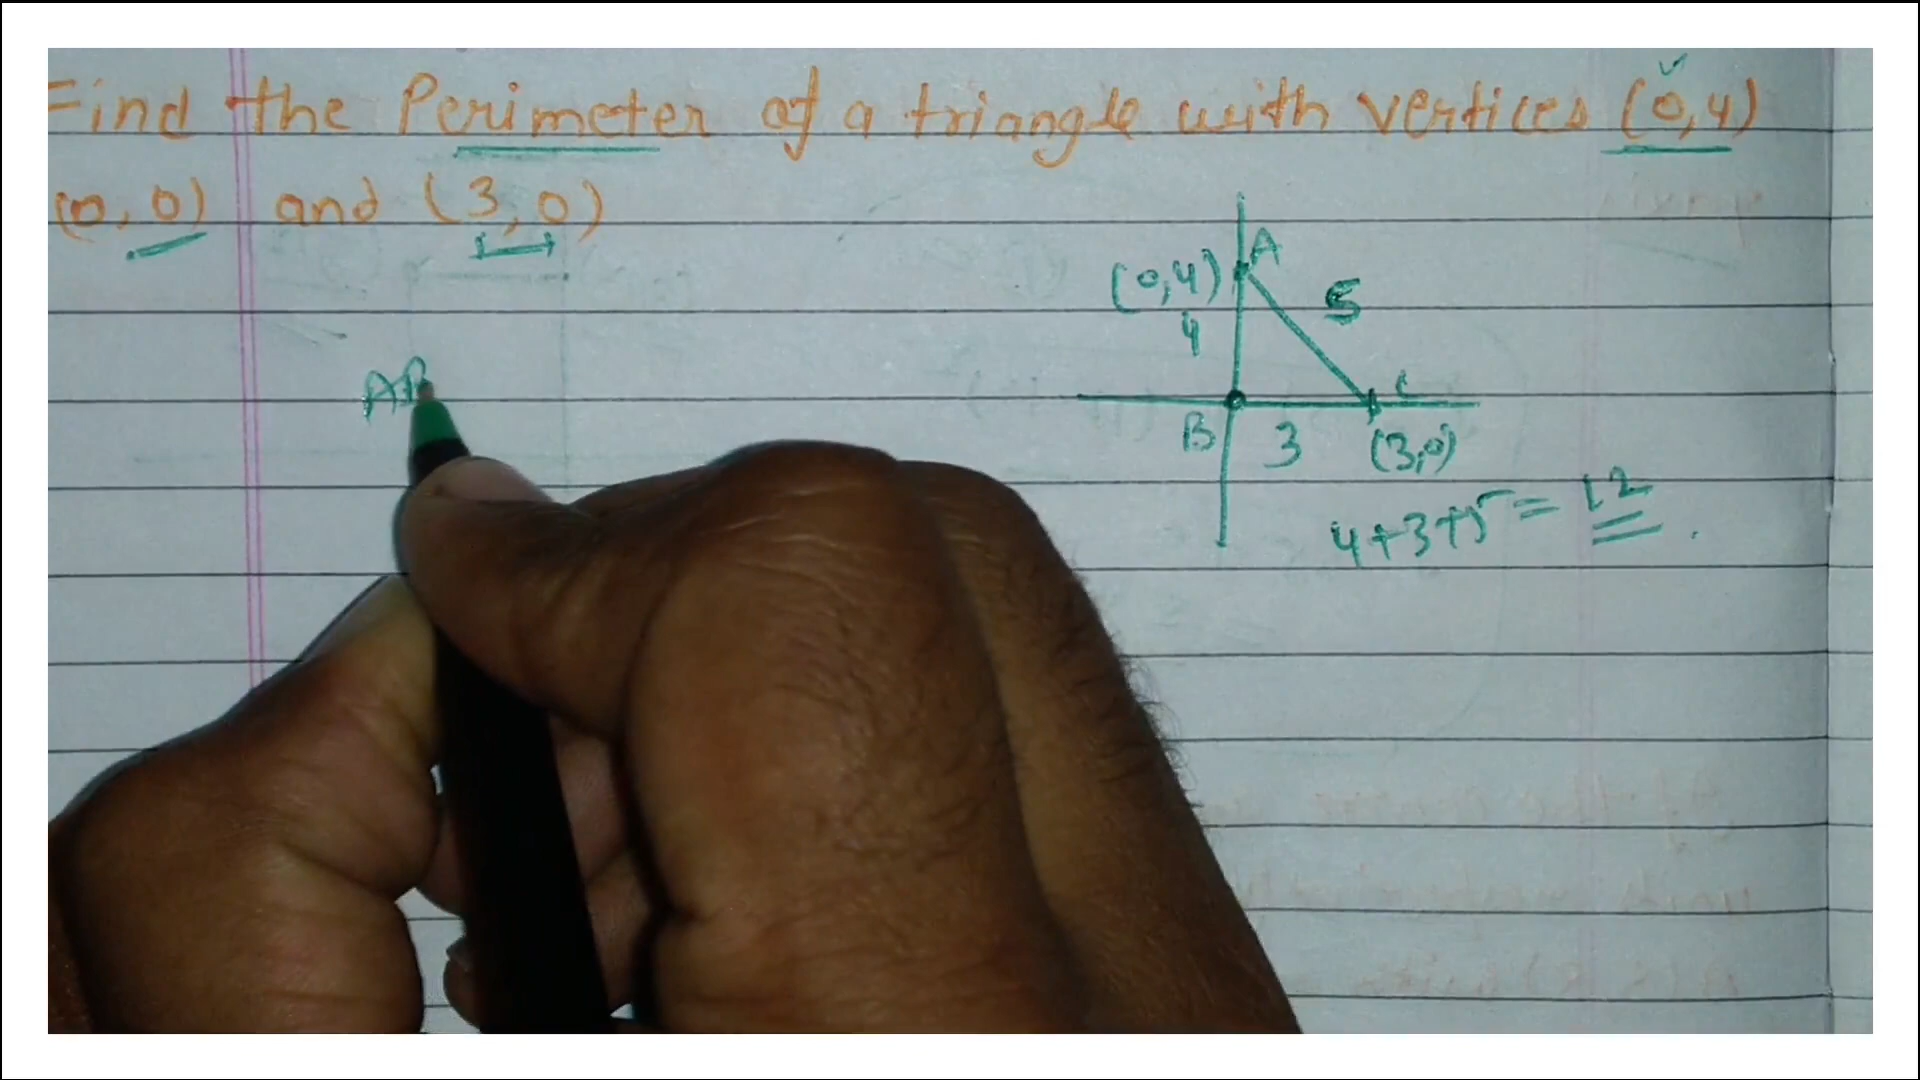 Find the Perimeter of a triangle with vertices (0,4)
(0,0) and (3,0)
A
(0,4)
5
4
AB
C
B
3
(3,0)
4+3+5=12